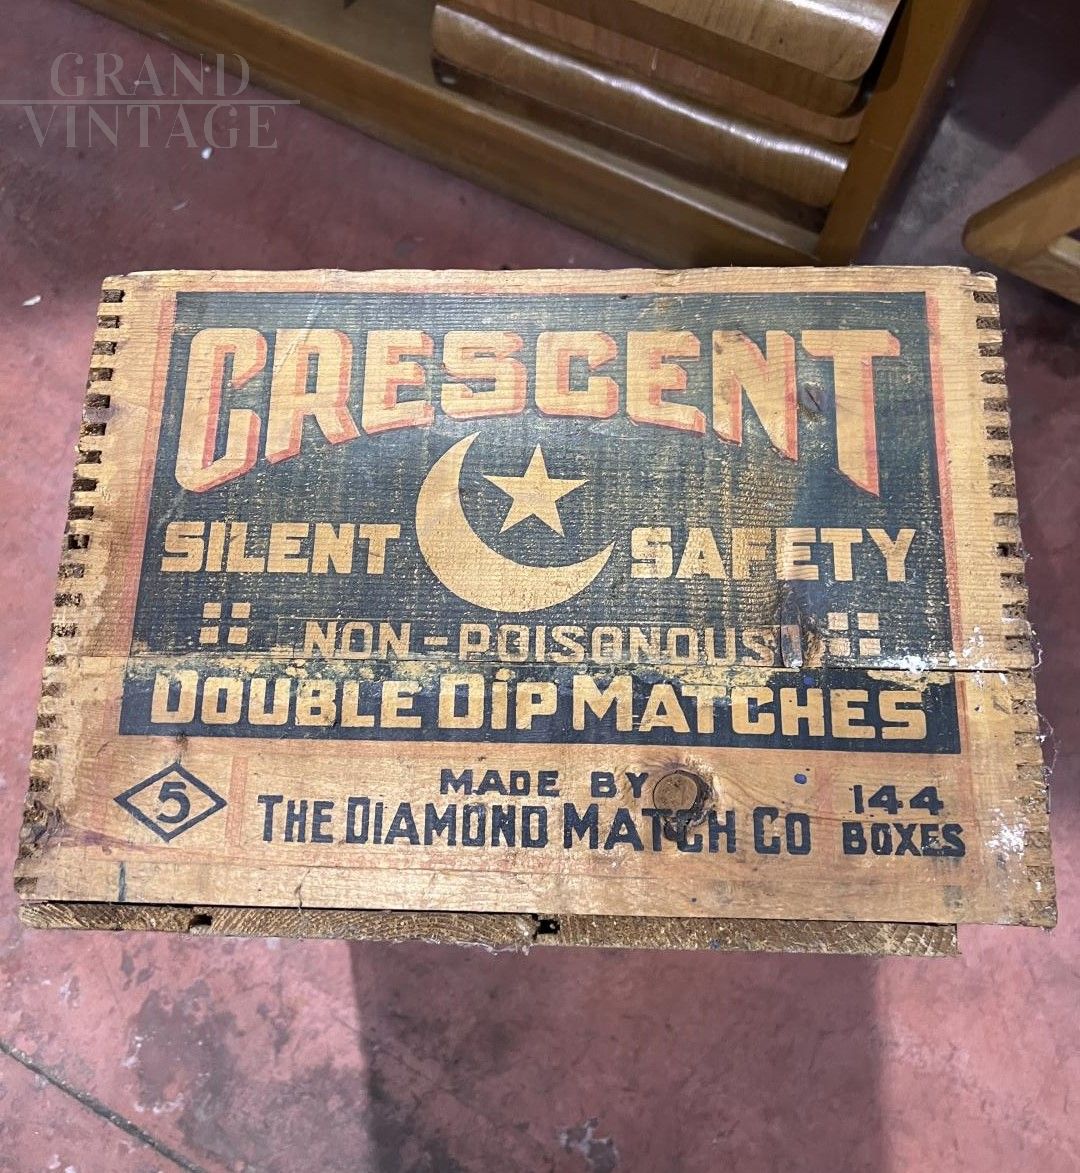 GRAND
VINTAGE
CRESCENT
SILENT SAFETY
NON-POISONOUS
DOUBLE DIP MATCHES
5
MADE BY
THE DIAMOND MATCH CO
144
BOXES